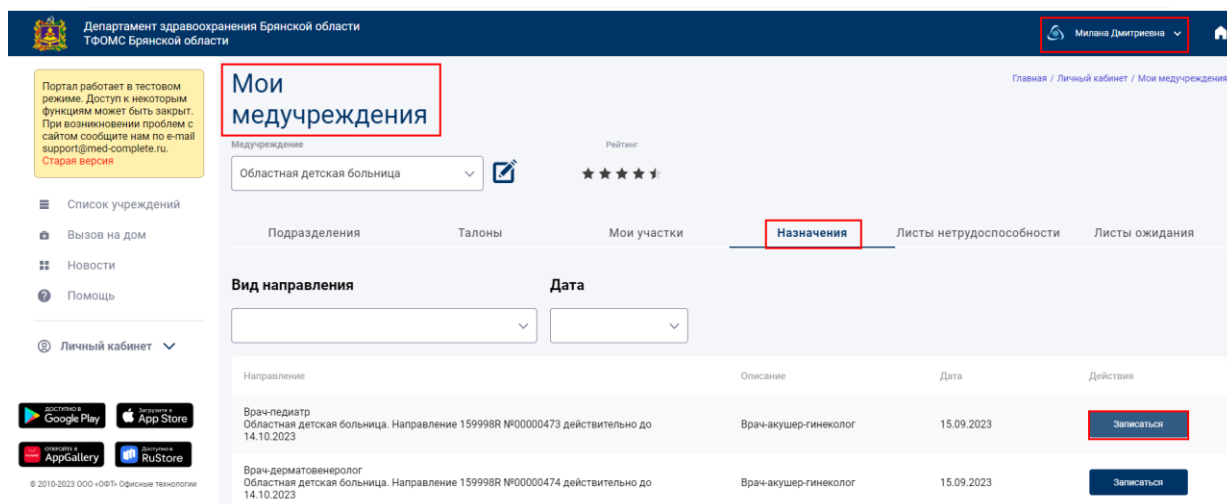 Департамент здравоохранения Брянской области
ТФОМС Брянской области
Милана Дмитриевна
Портал работает в тестовом
режиме. Доступ к некоторым
функциям может быть закрыт.
При возникновении проблем с
сайтом сообщите нам по e-mail
support@med-complete.ru.
Старая версия
Список учреждений
Вызов на дом
Новости
Помощь
Личный кабинет
ДОСТУПНО В
Google Play
Загрузите в
App Store
ОТКРОЙТЕ В
AppGallery
Доступно в
RuStore
© 2010-2023 ООО «ОФТ» Офисные технологии
Главная / Личный кабинет / Мои медучреждения
Мои
медучреждения
Медучреждение
Рейтинг
Областная детская больница
Подразделения Талоны Мои участки Назначения Листы нетрудоспособности Листы ожидания
Вид направления Дата
Направление Описание Дата Действия
Врач-педиатр
Областная детская больница. Направление 159998R №00000473 действительно до
14.10.2023
Врач-акушер-гинеколог 15.09.2023 Записаться
Врач-дерматовенеролог
Областная детская больница. Направление 159998R №00000474 действительно до
14.10.2023
Врач-акушер-гинеколог 15.09.2023 Записаться